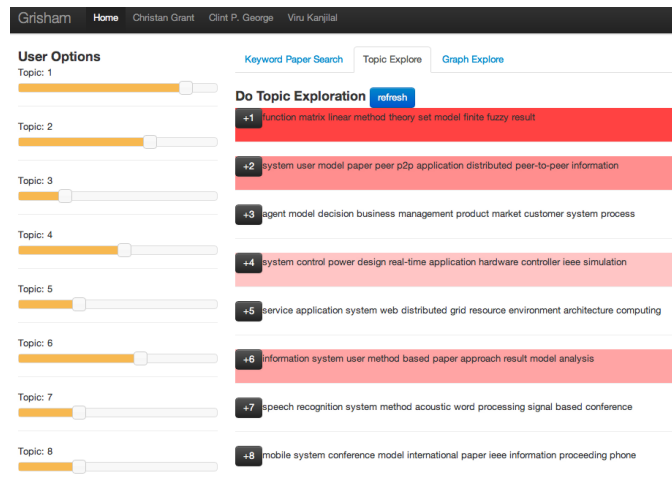 Grisham Home Christan Grant Clint P. George Viru Kanjilal
User Options
Topic: 1
Topic: 2
Topic: 3
Topic: 4
Topic: 5
Topic: 6
Topic: 7
Topic: 8
Keyword Paper Search Topic Explore Graph Explore
Do Topic Exploration refresh
+1 function matrix linear method theory set model finite fuzzy result
+2 system user model paper peer p2p application distributed peer-to-peer information
+3 agent model decision business management product market customer system process
+4 system control power design real-time application hardware controller ieee simulation
+5 service application system web distributed grid resource environment architecture computing
+6 information system user method based paper approach result model analysis
+7 speech recognition system method acoustic word processing signal based conference
+8 mobile system conference model international paper ieee information proceeding phone